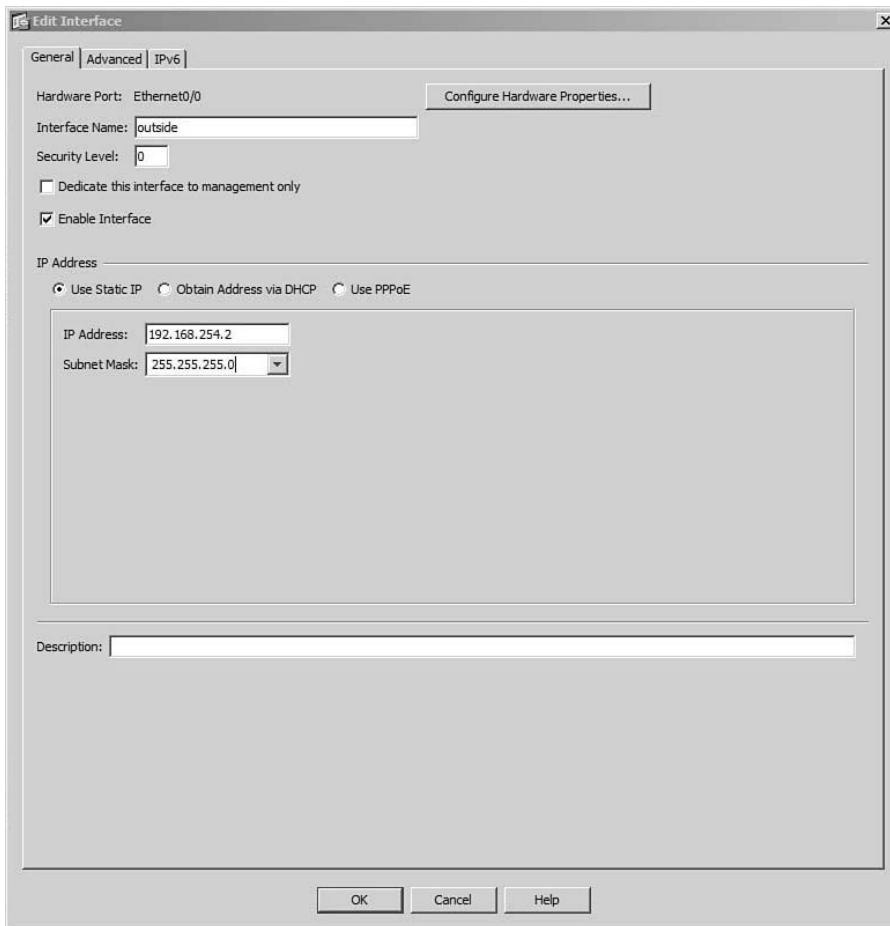 Edit Interface
General Advanced IPv6
Hardware Port: Ethernet0/0 Configure Hardware Properties...
Interface Name: outside
Security Level: 0
Dedicate this interface to management only
Enable Interface
IP Address
Use Static IP Obtain Address via DHCP Use PPPoE
IP Address: 192.168.254.2
Subnet Mask: 255.255.255.0
Description:
OK Cancel Help